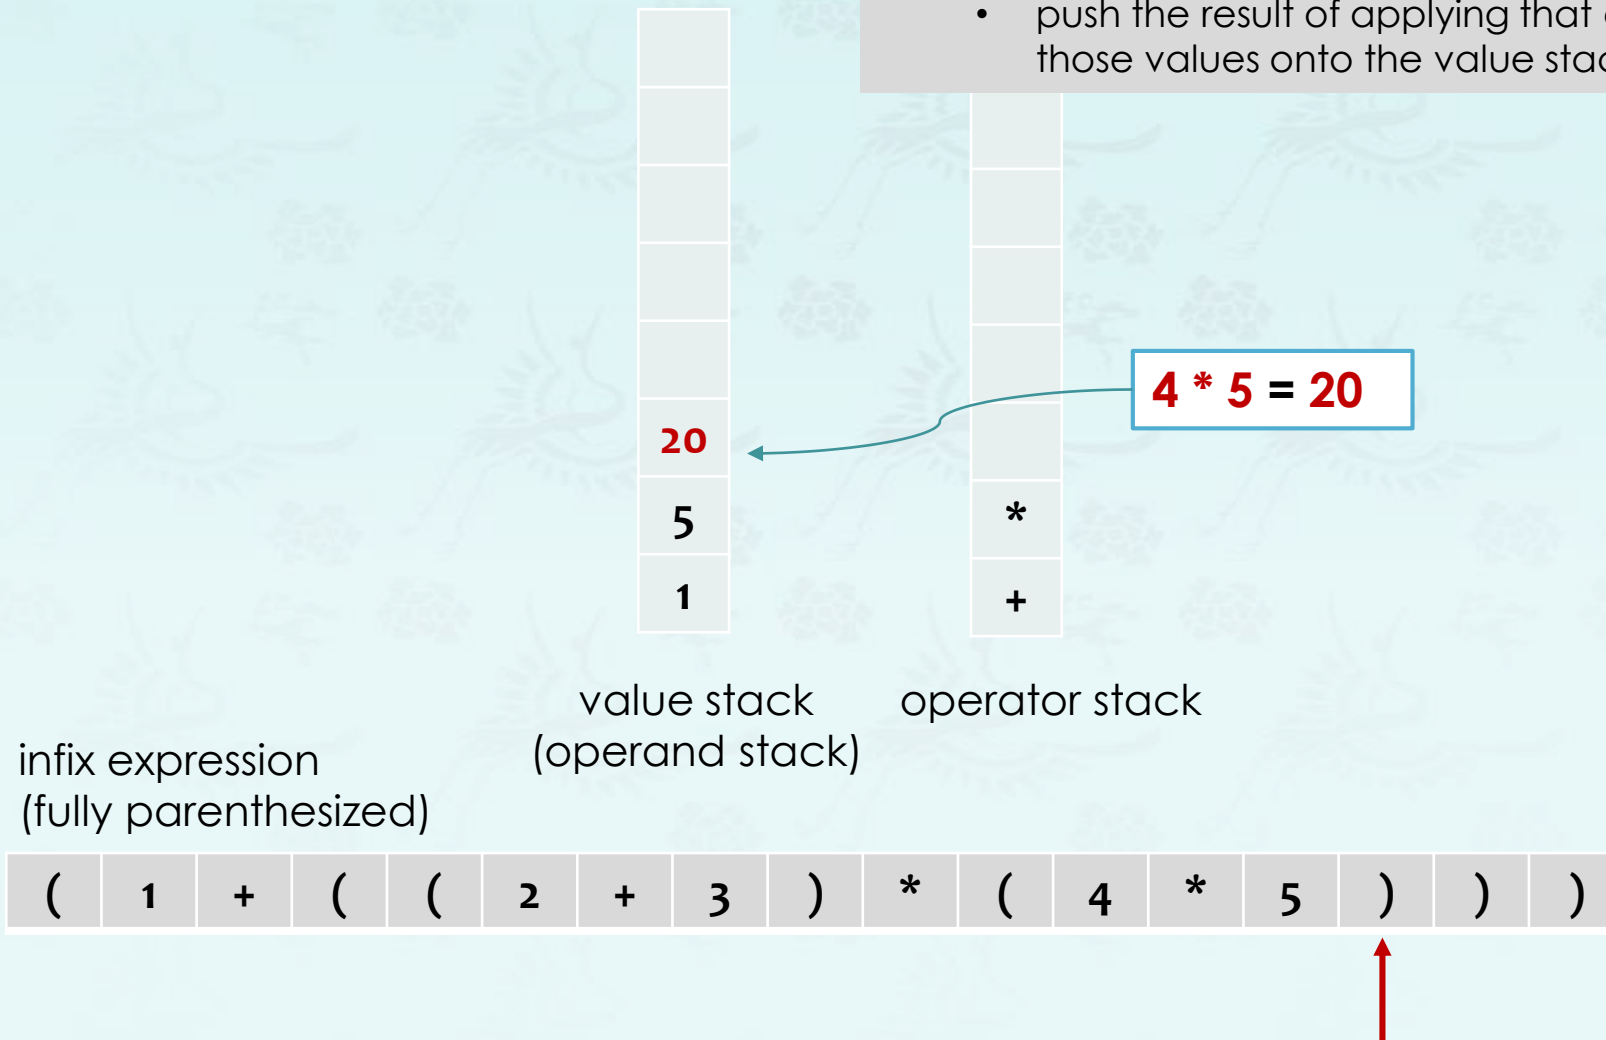 • push the result of applying that
those values onto the value
4 * 5 = 20
20
5
1
*
+
value stack
(operand stack)
operator stack
infix expression
(fully parenthesized)
( 1 + ( ( 2 + 3 ) * ( 4 * 5 ) ) )